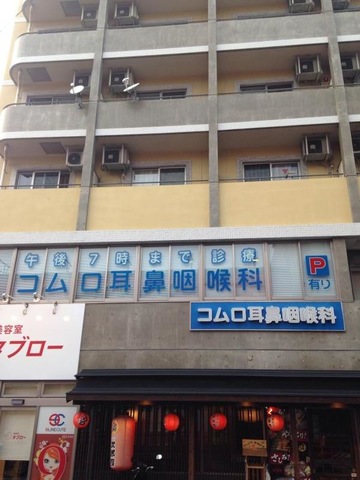 午後7時まで診療
コムロ耳鼻咽喉科
P
有り
コムロ耳鼻咽喉科
美容室
タブロー